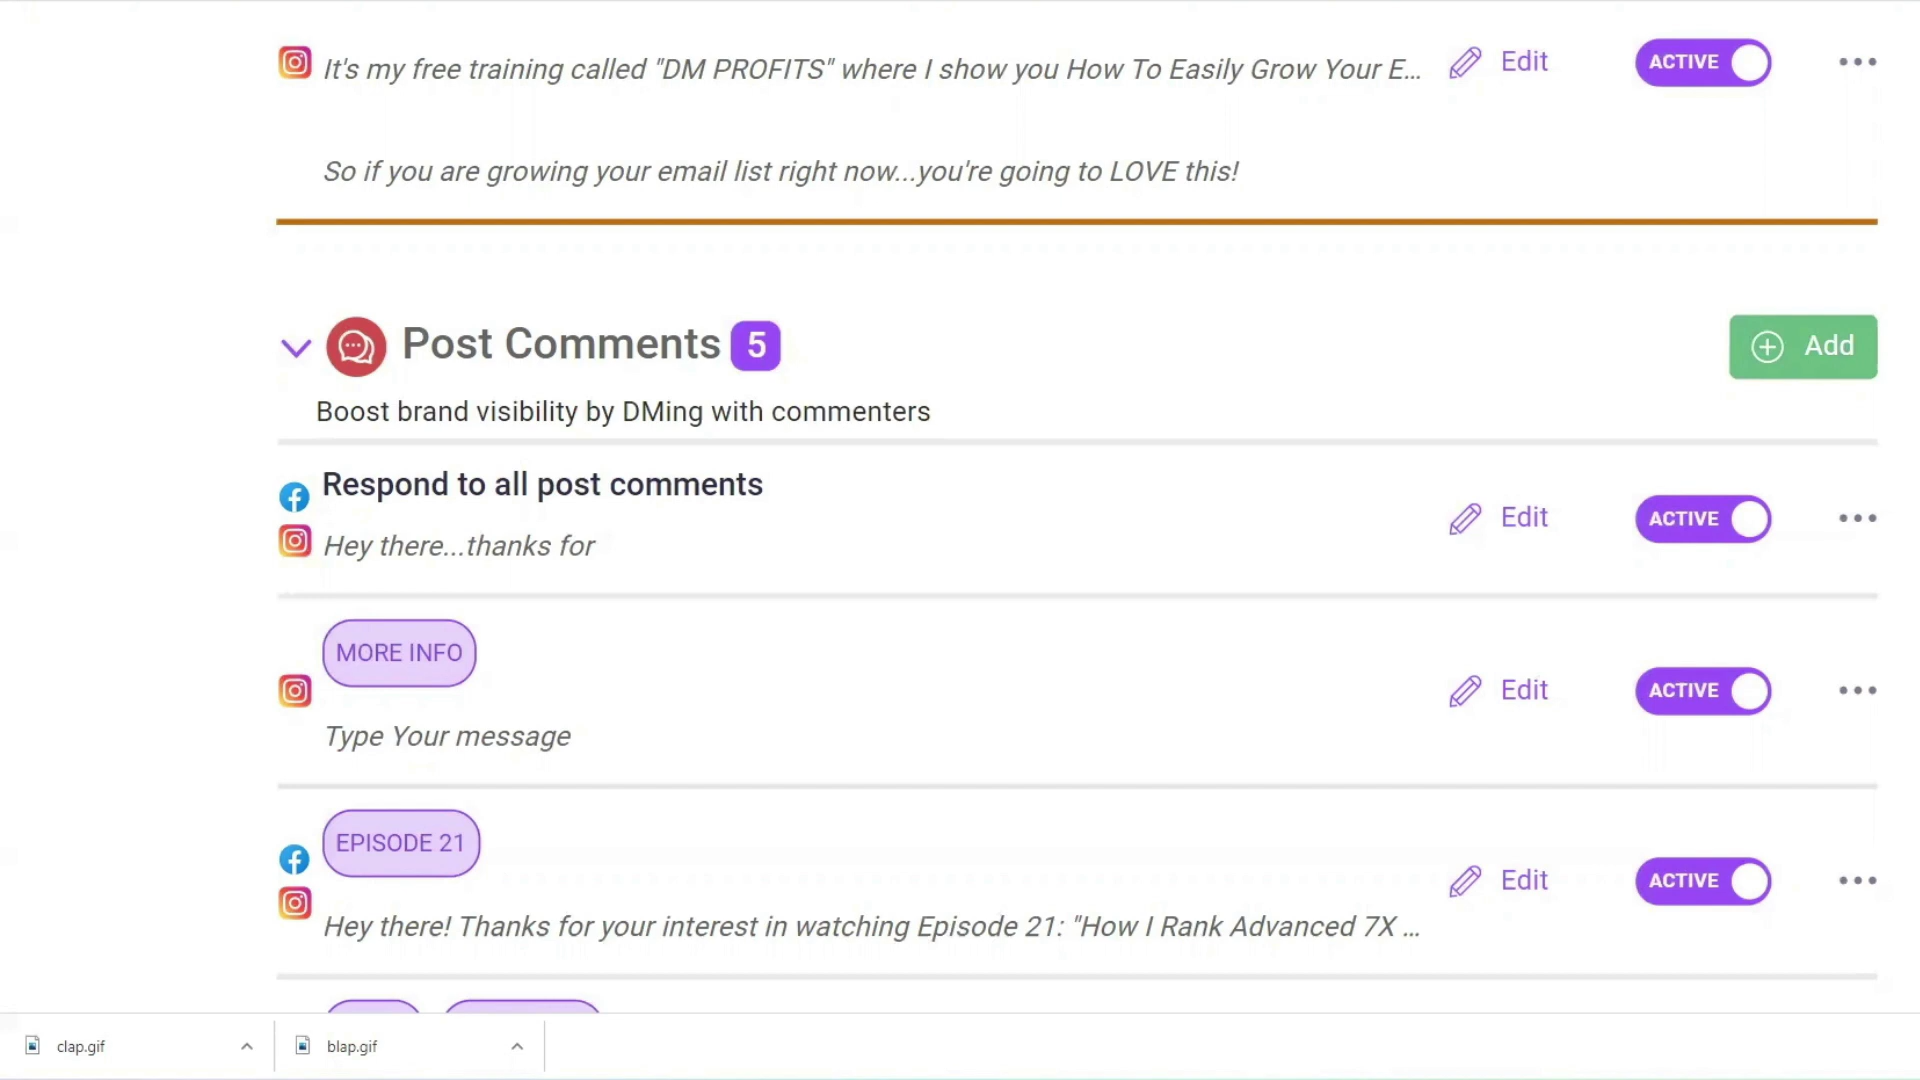 It's my free training called "DM PROFITS" where I show you How To Easily Grow Your E...
Edit
ACTIVE
So if you are growing your email list right now...you're going to LOVE this!
Post Comments 5
Add
Boost brand visibility by DMing with commenters
Respond to all post comments
Hey there...thanks for
Edit
ACTIVE
MORE INFO
Type Your message
Edit
ACTIVE
EPISODE 21
Hey there! Thanks for your interest in watching Episode 21: "How I Rank Advanced 7X ...
Edit
ACTIVE
clap.gif
blap.gif